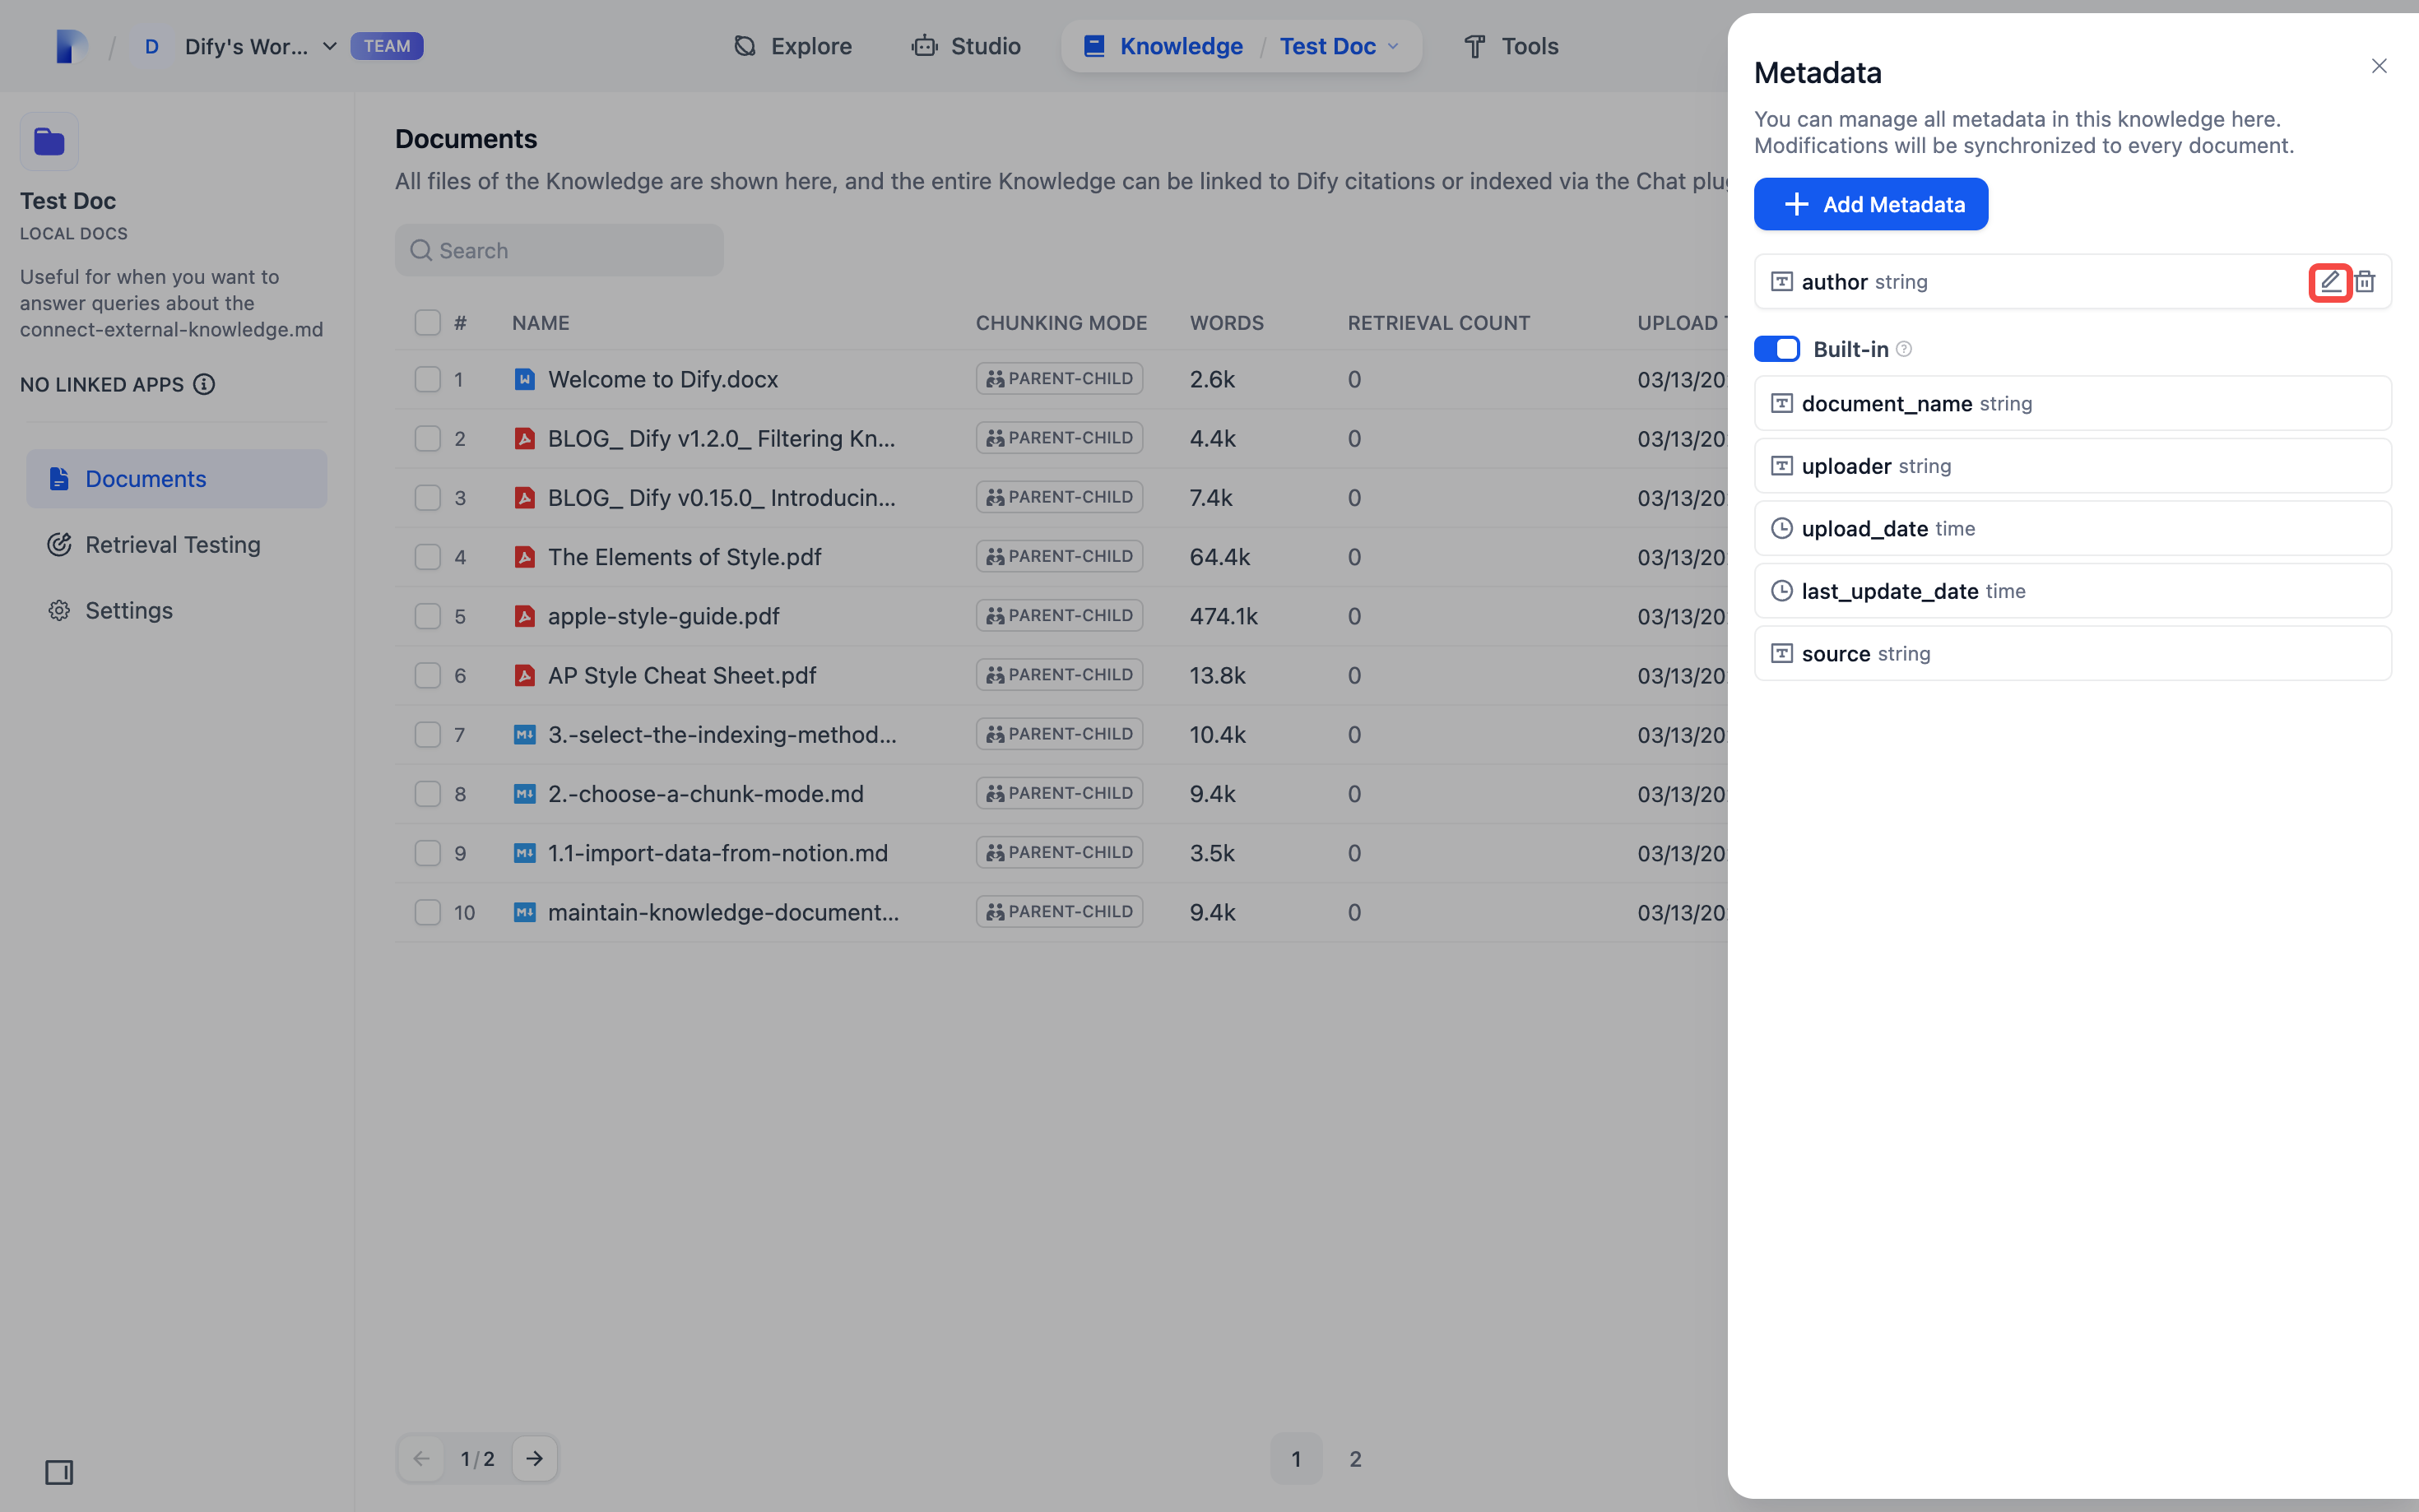 D Dify's Wor... TEAM
Explore
Studio
Knowledge / Test Doc
Tools
Test Doc
LOCAL DOCS
Useful for when you want to
answer queries about the
connect-external-knowledge.md
NO LINKED APPS
Documents
Retrieval Testing
Settings
Documents
All files of the Knowledge are shown here, and the entire Knowledge can be linked to Dify citations or indexed via the Chat plu
Search
# NAME CHUNKING MODE WORDS RETRIEVAL COUNT UPLOAD
1 Welcome to Dify.docx PARENT-CHILD 2.6k 0 03/13/20
2 BLOG_ Dify v1.2.0_ Filtering Kn... PARENT-CHILD 4.4k 0 03/13/20
3 BLOG_ Dify v0.15.0_ Introducin... PARENT-CHILD 7.4k 0 03/13/20
4 The Elements of Style.pdf PARENT-CHILD 64.4k 0 03/13/20
5 apple-style-guide.pdf PARENT-CHILD 474.1k 0 03/13/20
6 AP Style Cheat Sheet.pdf PARENT-CHILD 13.8k 0 03/13/20
7 3.-select-the-indexing-method... PARENT-CHILD 10.4k 0 03/13/20
8 2.-choose-a-chunk-mode.md PARENT-CHILD 9.4k 0 03/13/20
9 1.1-import-data-from-notion.md PARENT-CHILD 3.5k 0 03/13/20
10 maintain-knowledge-document... PARENT-CHILD 9.4k 0 03/13/20
1/2
1 2
Metadata
You can manage all metadata in this knowledge here.
Modifications will be synchronized to every document.
Add Metadata
author string
Built-in
document_name string
uploader string
upload_date time
last_update_date time
source string